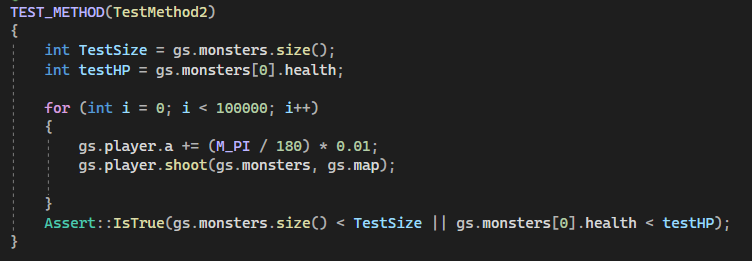 TEST_METHOD(TestMethod2)
{
int TestSize = gs.monsters.size();
int testHP = gs.monsters[0].health;
for (int i = 0; i < 100000; i++)
{
gs.player.a += (M_PI / 180) * 0.01;
gs.player.shoot(gs.monsters, gs.map);
}
Assert::IsTrue(gs.monsters.size() < TestSize || gs.monsters[0].health < testHP);
}